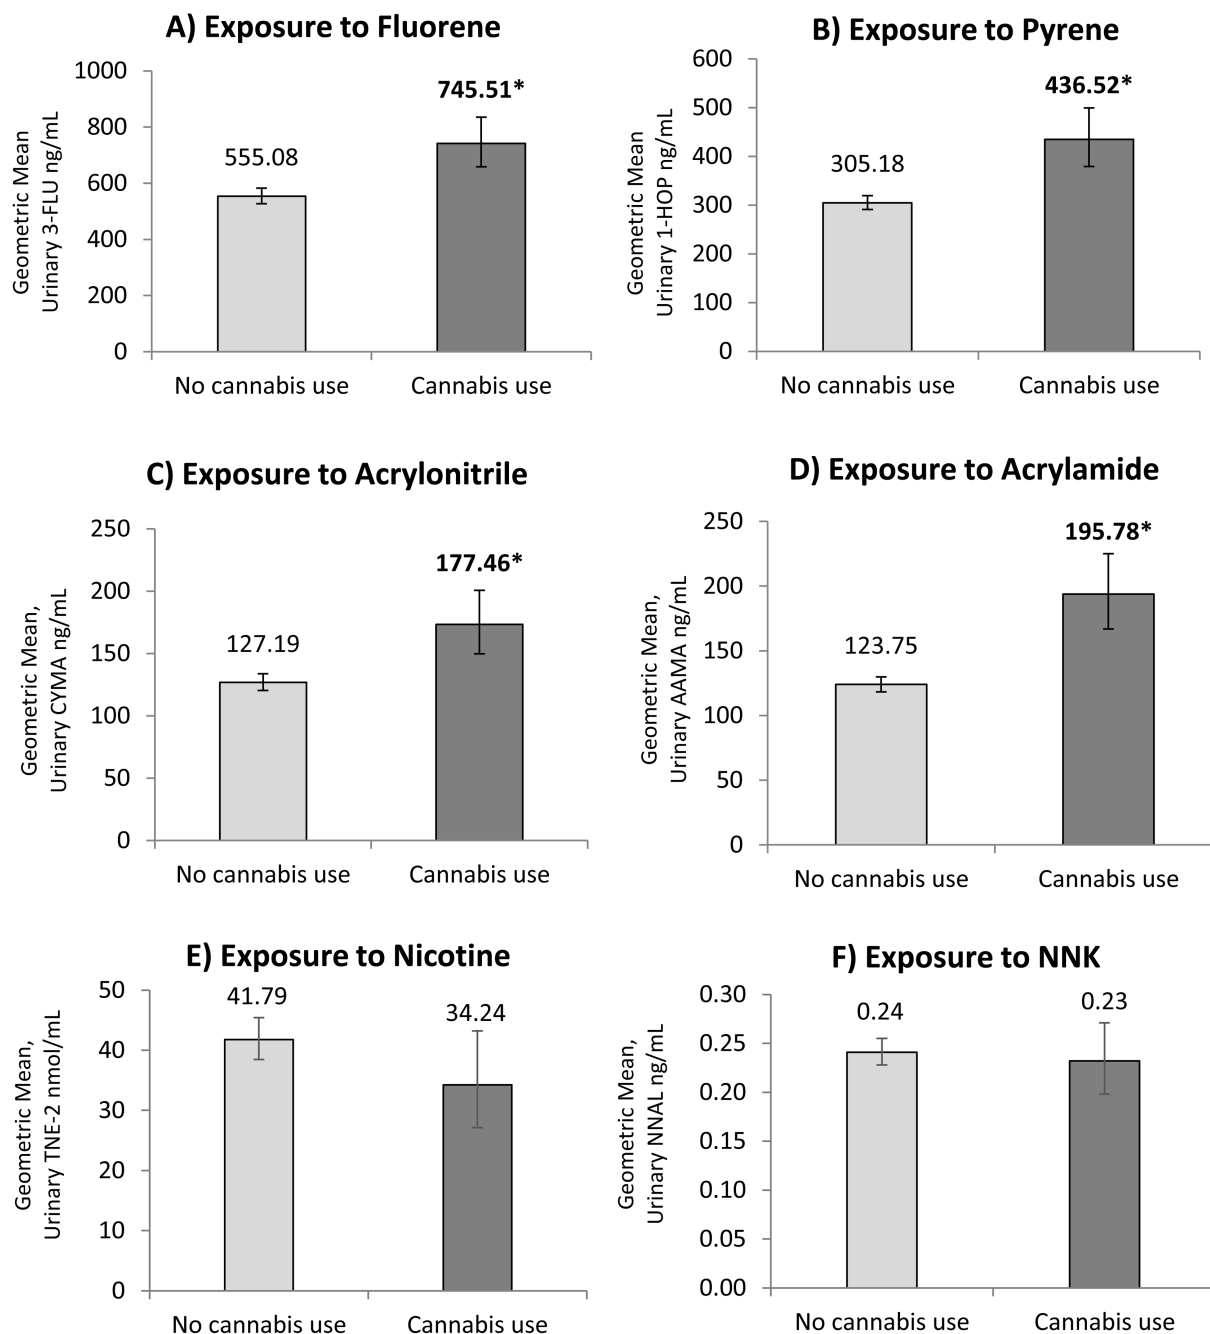 A) Exposure to Fluorene
Geometric Mean
Urinary 3-FLU ng/mL
1000
800
600
400
200
0
555.08
745.51*
No cannabis use
Cannabis use
B) Exposure to Pyrene
Geometric Mean
Urinary 1-HOP ng/mL
600
500
400
300
200
100
0
305.18
436.52*
No cannabis use
Cannabis use
C) Exposure to Acrylonitrile
Geometric Mean,
Urinary CYMA ng/mL
250
200
150
100
50
0
127.19
177.46*
No cannabis use
Cannabis use
D) Exposure to Acrylamide
Geometric Mean,
Urinary AAMA ng/mL
250
200
150
100
50
0
123.75
195.78*
No cannabis use
Cannabis use
E) Exposure to Nicotine
Geometric Mean,
Urinary TNE-2 nmol/mL
50
40
30
20
10
0
41.79
34.24
No cannabis use
Cannabis use
F) Exposure to NNK
Geometric Mean,
Urinary NNAL ng/mL
0.30
0.25
0.20
0.15
0.10
0.05
0.00
0.24
0.23
No cannabis use
Cannabis use